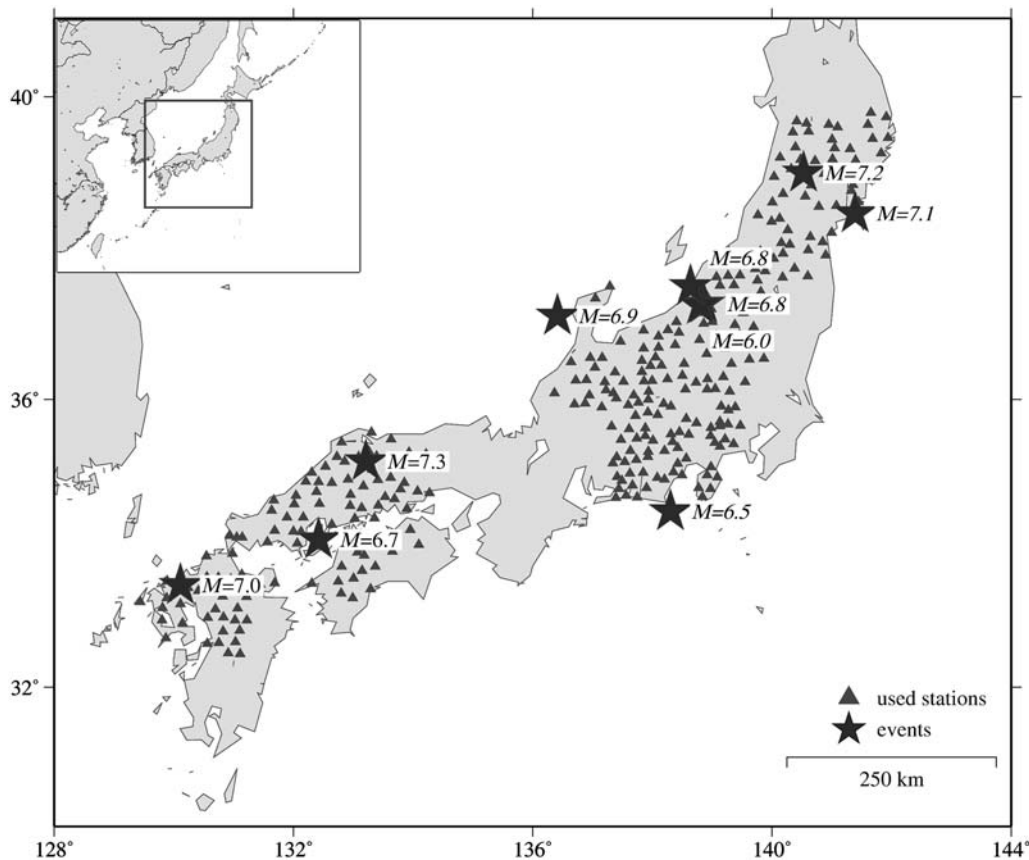 40°
36°
32°
M=7.2
M=7.1
M=6.8
M=6.8
M=6.9
M=6.0
M=7.3
M=6.5
M=6.7
M=7.0
used stations
events
250 km
128°
132°
136°
140°
144°